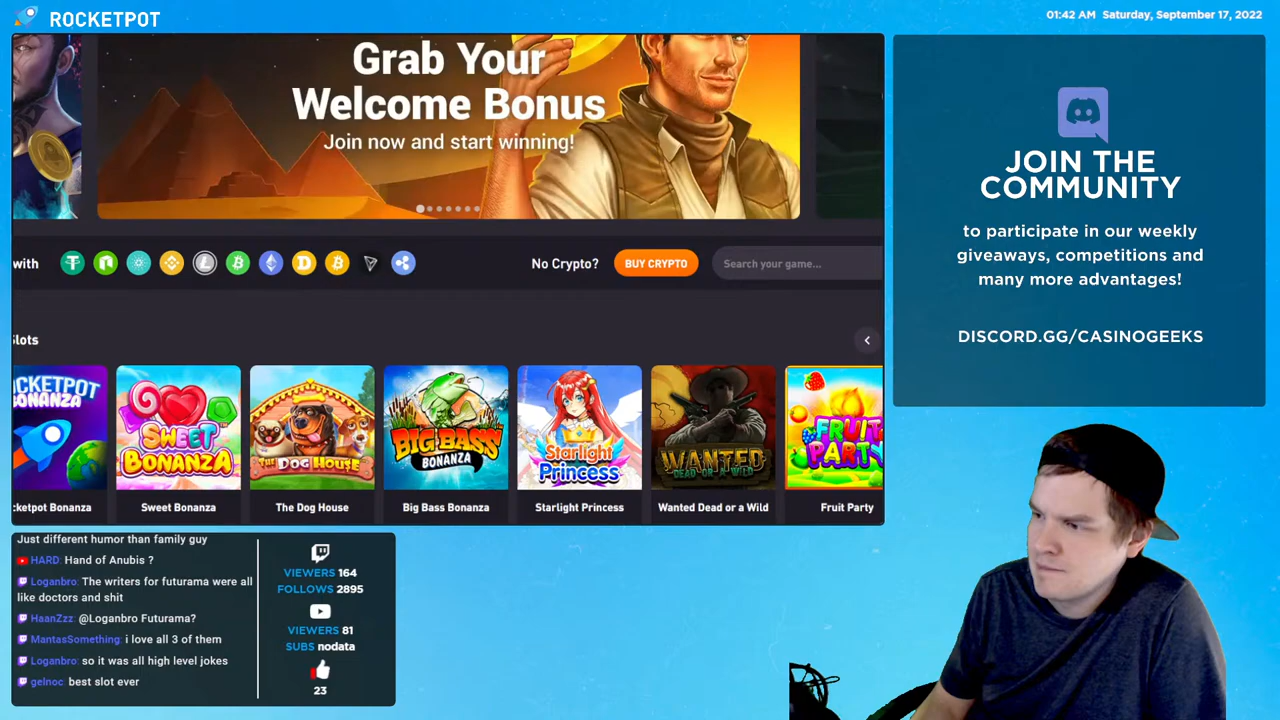 ROCKETPOT
01:42 AM Saturday, September 17, 2022
Grab Your
Welcome Bonus
Join now and start winning!
with
No Crypto?
BUY CRYPTO
Search your game...
Slots
CKETPOT
BONANZA
SWEET
BONANZA
THE DOG HOUSE
BIG BASS
BONANZA
Starlight
Princess
WANTED
DEAD OR A WILD
FRUIT
PARTY
cketpot Bonanza
Sweet Bonanza
The Dog House
Big Bass Bonanza
Starlight Princess
Wanted Dead or a Wild
Fruit Party
JOIN THE
COMMUNITY
to participate in our weekly
giveaways, competitions and
many more advantages!
DISCORD.GG/CASINOGEEKS
Just different humor than family guy
HARD: Hand of Anubis ?
Loganbro: The writers for futurama were all
like doctors and shit
HaanZzz: @Loganbro Futurama?
MantasSomething: i love all 3 of them
Loganbro: so it was all high level jokes
gelnoc: best slot ever
VIEWERS 164
FOLLOWS 2895
VIEWERS 81
SUBS nodata
23